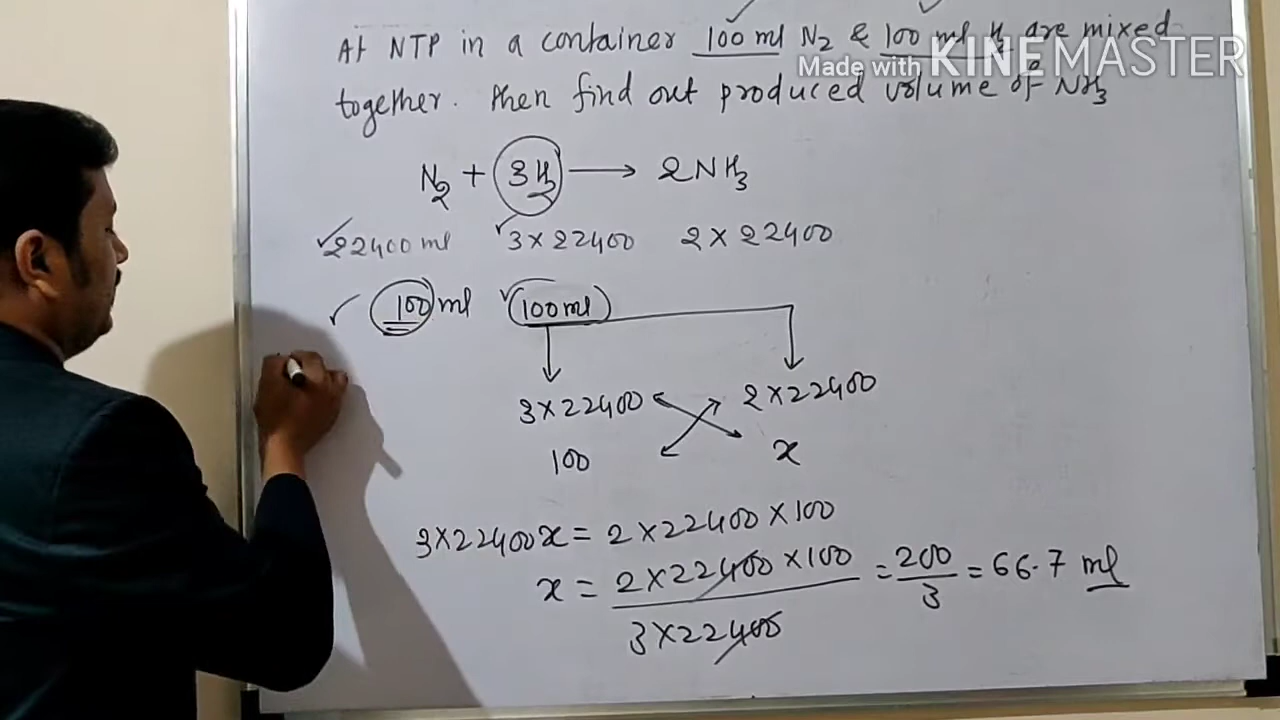 At NTP in a container 100 ml N2 & 100 ml H2 are mixed
Made with KINEMASTER
together. Then find out produced volume of NH3
N2 + 3H2 → 2NH3
22400 ml 3×22400 2×22400
100 ml 100 ml
3×22400 2×22400
100 x
3×22400x = 2×22400×100
x = 2×22400×100 / 3×22400 = 200/3 = 66.7 ml